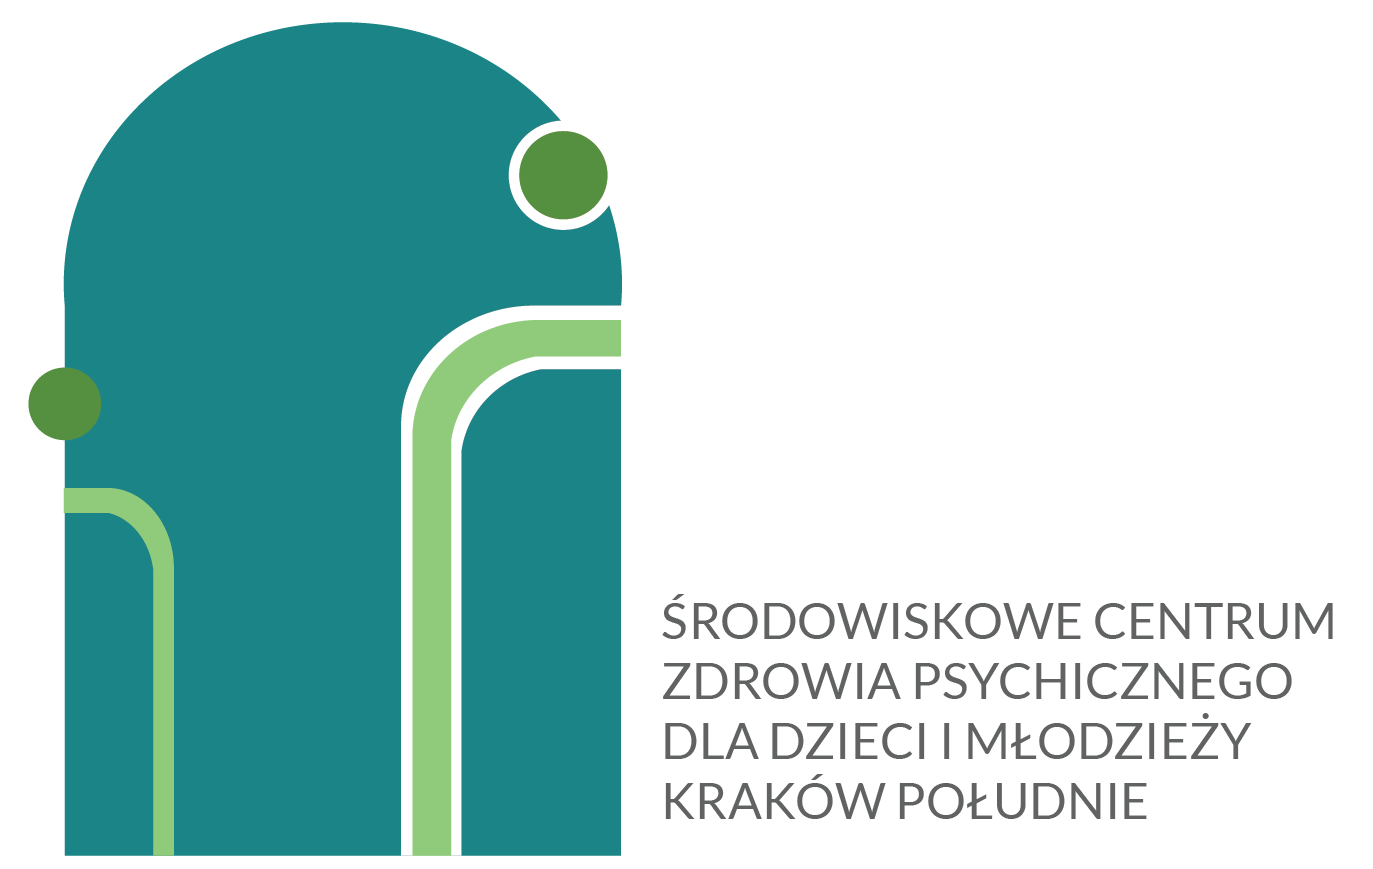 ŚRODOWISKOWE CENTRUM
ZDROWIA PSYCHICZNEGO
DLA DZIECI I MŁODZIEŻY
KRAKÓW POŁUDNIE